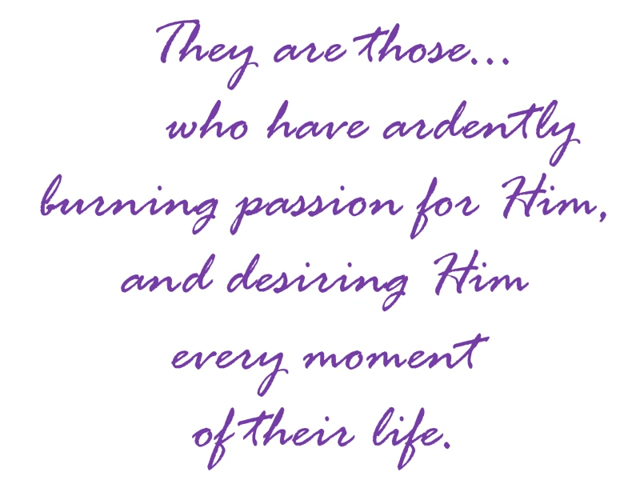 They are those...
who have ardently
burning passion for Him,
and desiring Him
every moment
of their life.